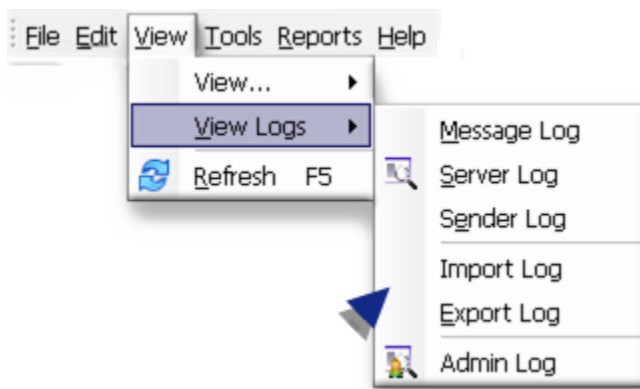 File Edit View Tools Reports Help
View...
View Logs
Refresh F5
Message Log
Server Log
Sender Log
Import Log
Export Log
Admin Log